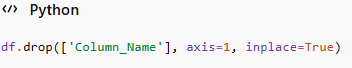 </> Python
df.drop(['Column_Name'], axis=1, inplace=True)